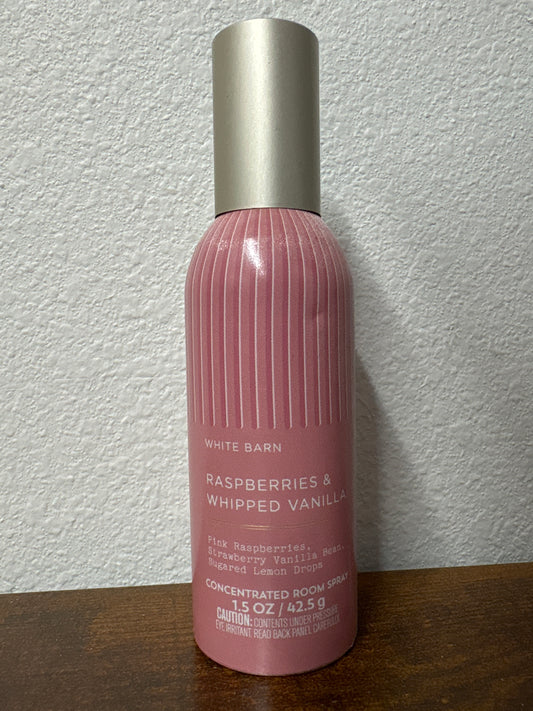 WHITE BARN
RASPBERRIES &
WHIPPED VANILLA
Pink Raspberries,
Strawberry Vanilla Bean,
Sugared Lemon Drops
CONCENTRATED ROOM SPRAY
1.5 OZ / 42.5 g
CAUTION: CONTENTS UNDER PRESSURE.
EYE IRRITANT. READ BACK PANEL CAREFULLY.